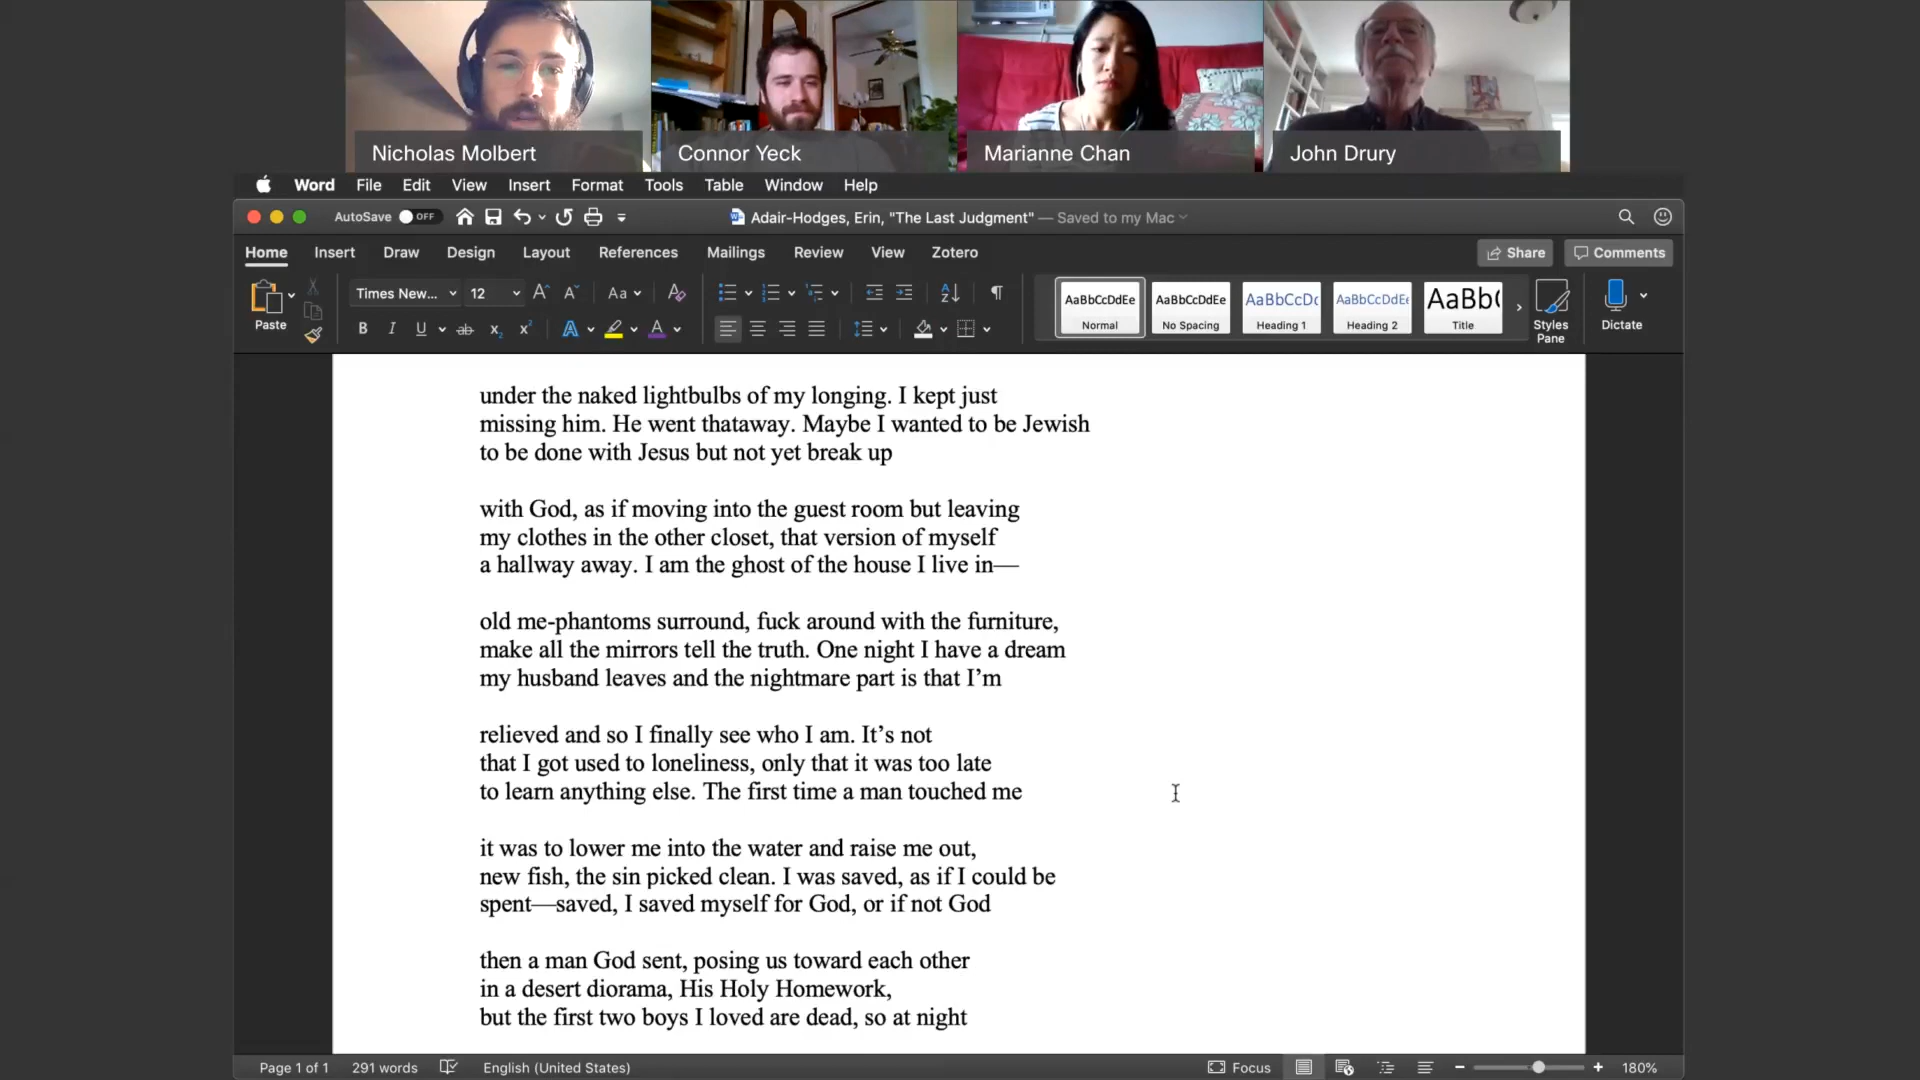 Nicholas Molbert
Connor Yeck
Marianne Chan
John Drury
Word File Edit View Insert Format Tools Table Window Help
AutoSave OFF
Adair-Hodges, Erin, "The Last Judgment" — Saved to my Mac
Home Insert Draw Design Layout References Mailings Review View Zotero
Share Comments
Paste
Times New... 12
Aa
B I U ab x₂ x² A A
AaBbCcDdEe
Normal
AaBbCcDdEe
No Spacing
AaBbCcDc
Heading 1
AaBbCcDdEe
Heading 2
AaBb(
Title
Styles
Pane
Dictate
under the naked lightbulbs of my longing. I kept just
missing him. He went thataway. Maybe I wanted to be Jewish
to be done with Jesus but not yet break up
with God, as if moving into the guest room but leaving
my clothes in the other closet, that version of myself
a hallway away. I am the ghost of the house I live in—
old me-phantoms surround, fuck around with the furniture,
make all the mirrors tell the truth. One night I have a dream
my husband leaves and the nightmare part is that I’m
relieved and so I finally see who I am. It’s not
that I got used to loneliness, only that it was too late
to learn anything else. The first time a man touched me
it was to lower me into the water and raise me out,
new fish, the sin picked clean. I was saved, as if I could be
spent—saved, I saved myself for God, or if not God
then a man God sent, posing us toward each other
in a desert diorama, His Holy Homework,
but the first two boys I loved are dead, so at night
Page 1 of 1 291 words English (United States) Focus 180%